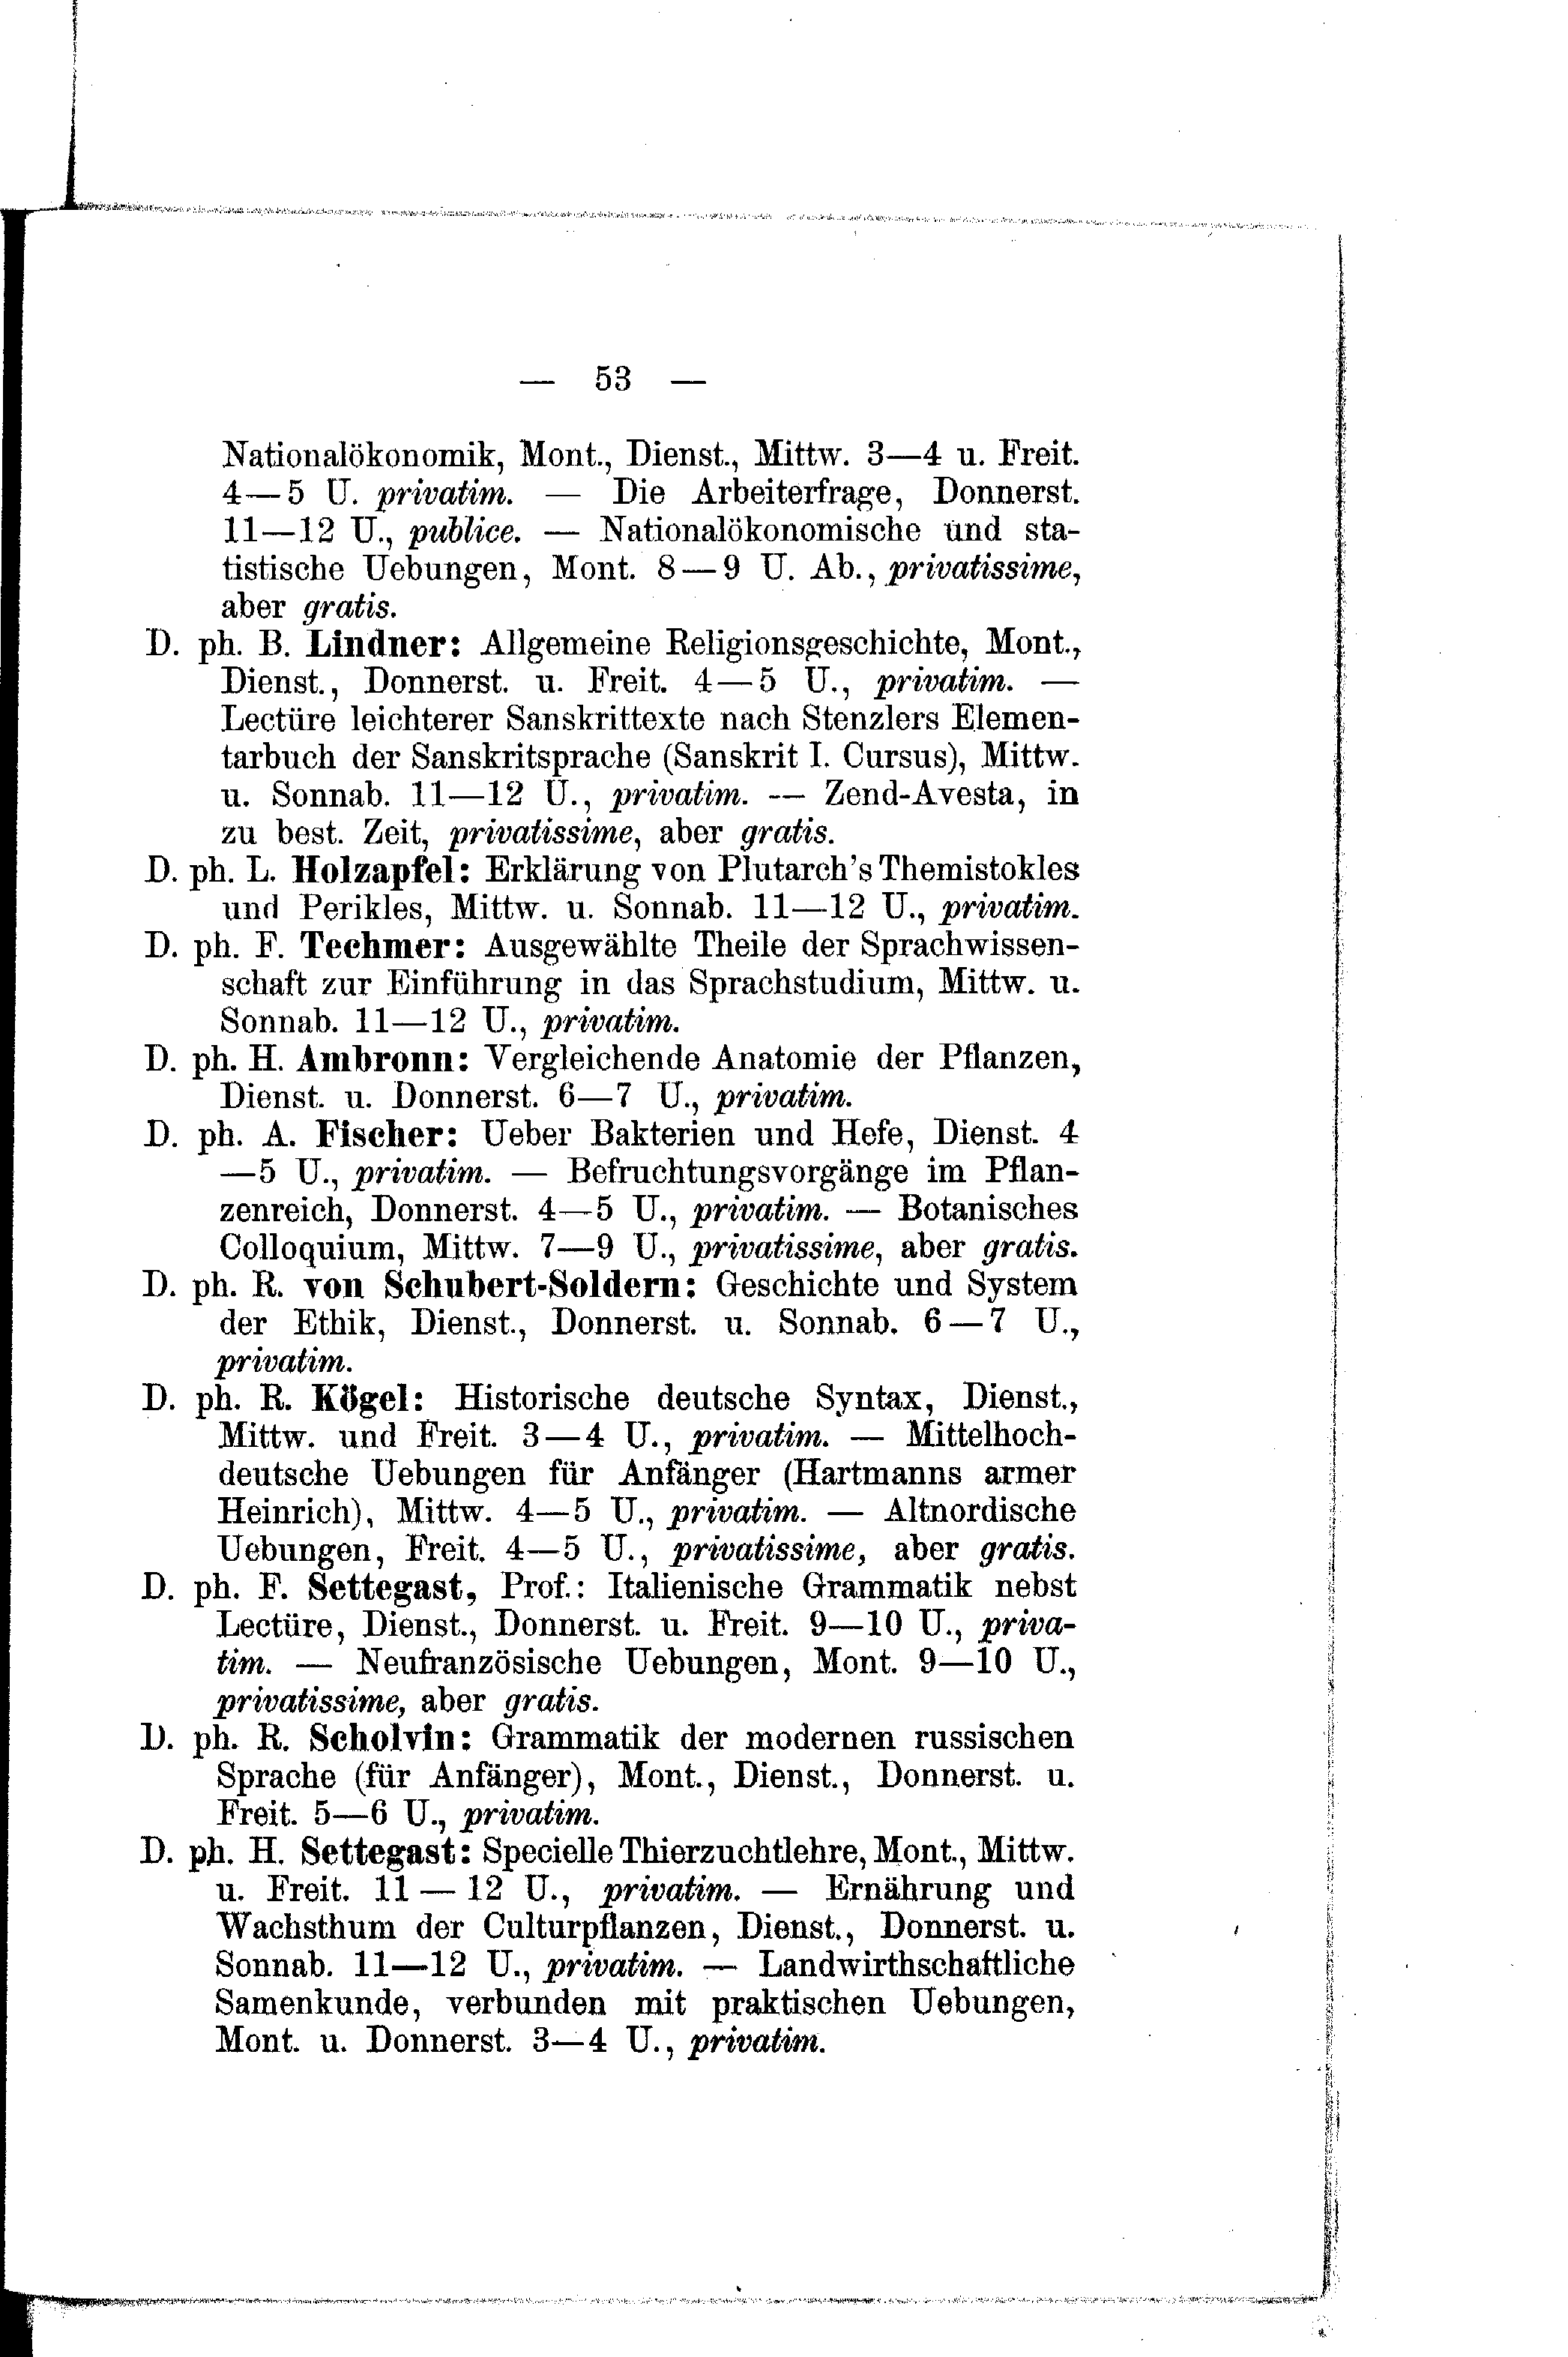 — 53 —
Nationalökonomik, Mont., Dienst., Mittw. 3—4 u. Freit.
4—5 U. privatim. — Die Arbeiterfrage, Donnerst.
11—12 U., publice. — Nationalökonomische und sta-
tistische Uebungen, Mont. 8—9 U. Ab., privatissime,
aber gratis.
D. ph. B. Lindner: Allgemeine Religionsgeschichte, Mont.,
Dienst., Donnerst. u. Freit. 4—5 U., privatim. —
Lectüre leichterer Sanskrittexte nach Stenzlers Elemen-
tarbuch der Sanskritsprache (Sanskrit I. Cursus), Mittw.
u. Sonnab. 11—12 U., privatim. — Zend-Avesta, in
zu best. Zeit, privatissime, aber gratis.
D. ph. L. Holzapfel: Erklärung von Plutarch's Themistokles
und Perikles, Mittw. u. Sonnab. 11—12 U., privatim.
D. ph. F. Techmer: Ausgewählte Theile der Sprachwissen-
schaft zur Einführung in das Sprachstudium, Mittw. u.
Sonnab. 11—12 U., privatim.
D. ph. H. Ambronn: Vergleichende Anatomie der Pflanzen,
Dienst. u. Donnerst. 6—7 U., privatim.
D. ph. A. Fischer: Ueber Bakterien und Hefe, Dienst. 4
—5 U., privatim. — Befruchtungsvorgänge im Pflan-
zenreich, Donnerst. 4—5 U., privatim. — Botanisches
Colloquium, Mittw. 7—9 U., privatissime, aber gratis.
D. ph. R. von Schubert-Soldern: Geschichte und System
der Ethik, Dienst., Donnerst. u. Sonnab. 6—7 U.,
privatim.
D. ph. R. Kögel: Historische deutsche Syntax, Dienst.,
Mittw. und Freit. 3—4 U., privatim. — Mittelhoch-
deutsche Uebungen für Anfänger (Hartmanns armer
Heinrich), Mittw. 4—5 U., privatim. — Altnordische
Uebungen, Freit. 4—5 U., privatissime, aber gratis.
D. ph. F. Settegast, Prof.: Italienische Grammatik nebst
Lectüre, Dienst., Donnerst. u. Freit. 9—10 U., priva-
tim. — Neufranzösische Uebungen, Mont. 9—10 U.,
privatissime, aber gratis.
D. ph. R. Scholvin: Grammatik der modernen russischen
Sprache (für Anfänger), Mont., Dienst., Donnerst. u.
Freit. 5—6 U., privatim.
D. ph. H. Settegast: Specielle Thierzuchtlehre, Mont., Mittw.
u. Freit. 11—12 U., privatim. — Ernährung und
Wachsthum der Culturpflanzen, Dienst., Donnerst. u.
Sonnab. 11—12 U., privatim. — Landwirthschaftliche
Samenkunde, verbunden mit praktischen Uebungen,
Mont. u. Donnerst. 3—4 U., privatim.